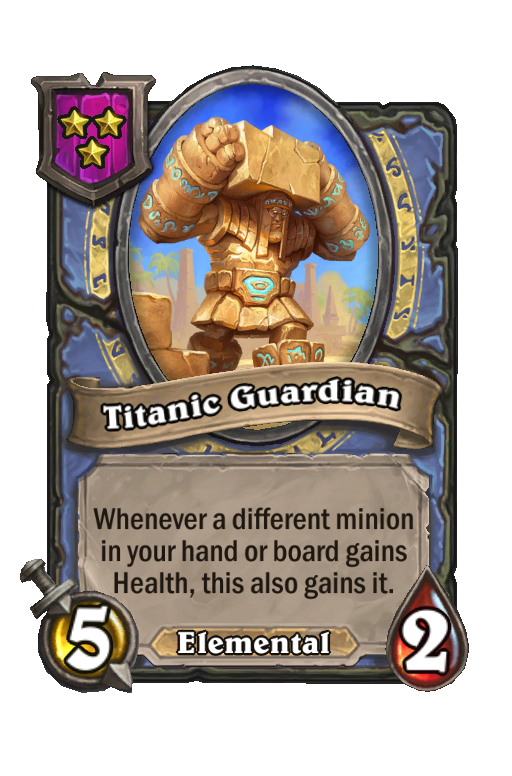 Titanic Guardian
Whenever a different minion
in your hand or board gains
Health, this also gains it.
5
Elemental
2